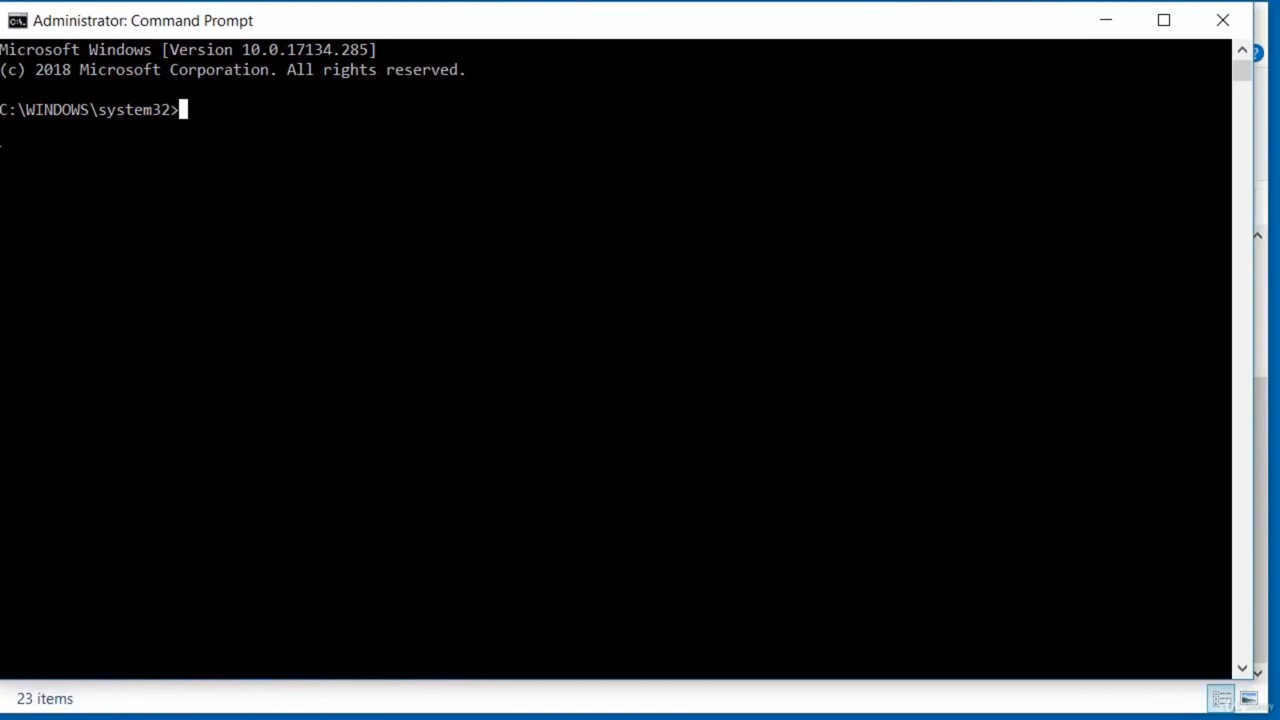 Administrator: Command Prompt
Microsoft Windows [Version 10.0.17134.285]
(c) 2018 Microsoft Corporation. All rights reserved.
C:\WINDOWS\system32>
23 items